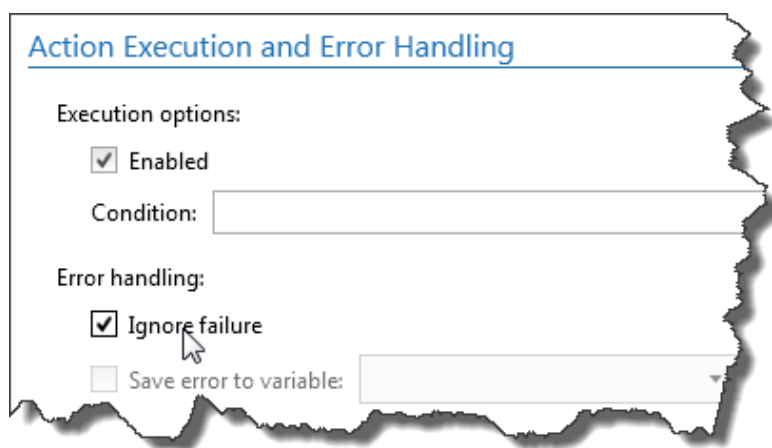 Action Execution and Error Handling
Execution options:
Enabled
Condition:
Error handling:
Ignore failure
Save error to variable: